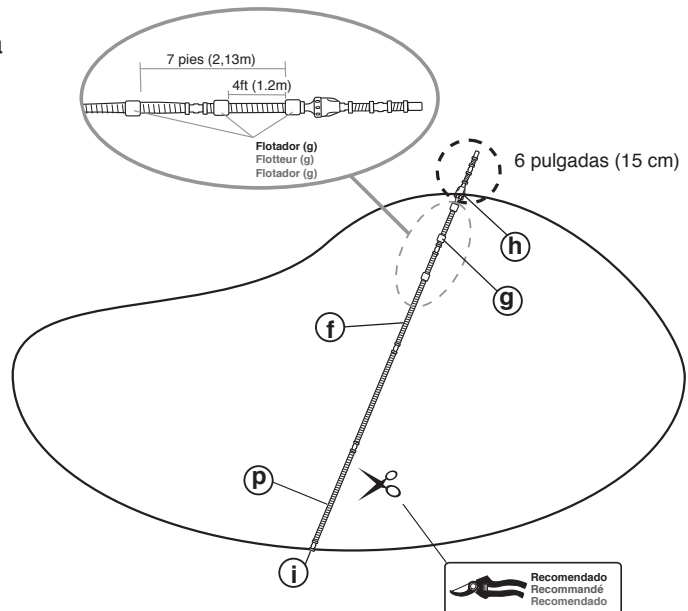 a
7 pies (2,13m)
4ft (1.2m)
Flotador (g)
Flotteur (g)
Flotador (g)
6 pulgadas (15 cm)
h
g
f
p
i
Recomendado
Recommandé
Recomendado